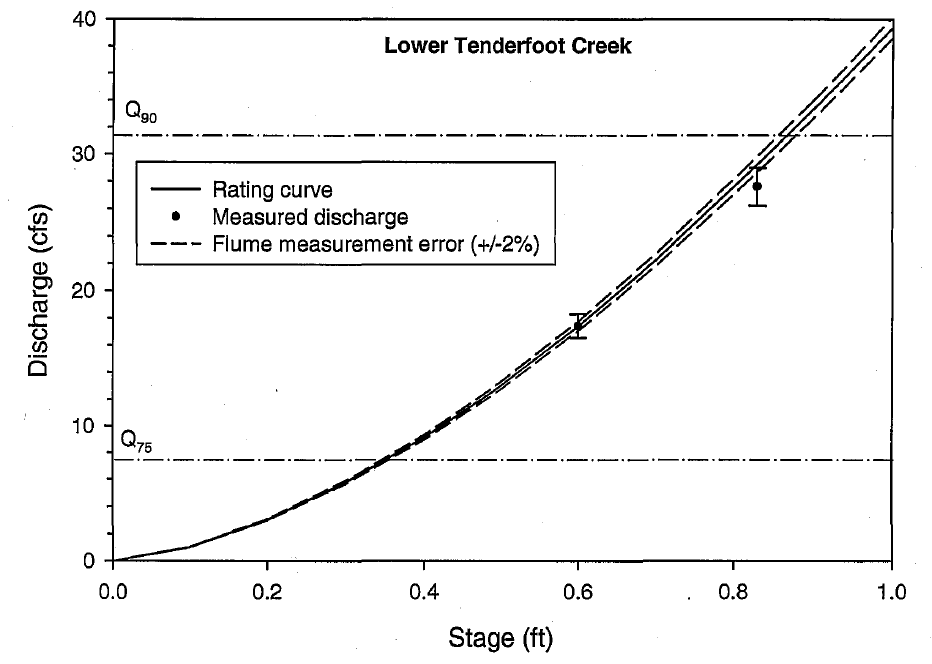 Lower Tenderfoot Creek
40
30
20
10
0
Discharge (cfs)
Q90
Q75
Rating curve
Measured discharge
Flume measurement error (+/-2%)
0.0 0.2 0.4 0.6 0.8 1.0
Stage (ft)